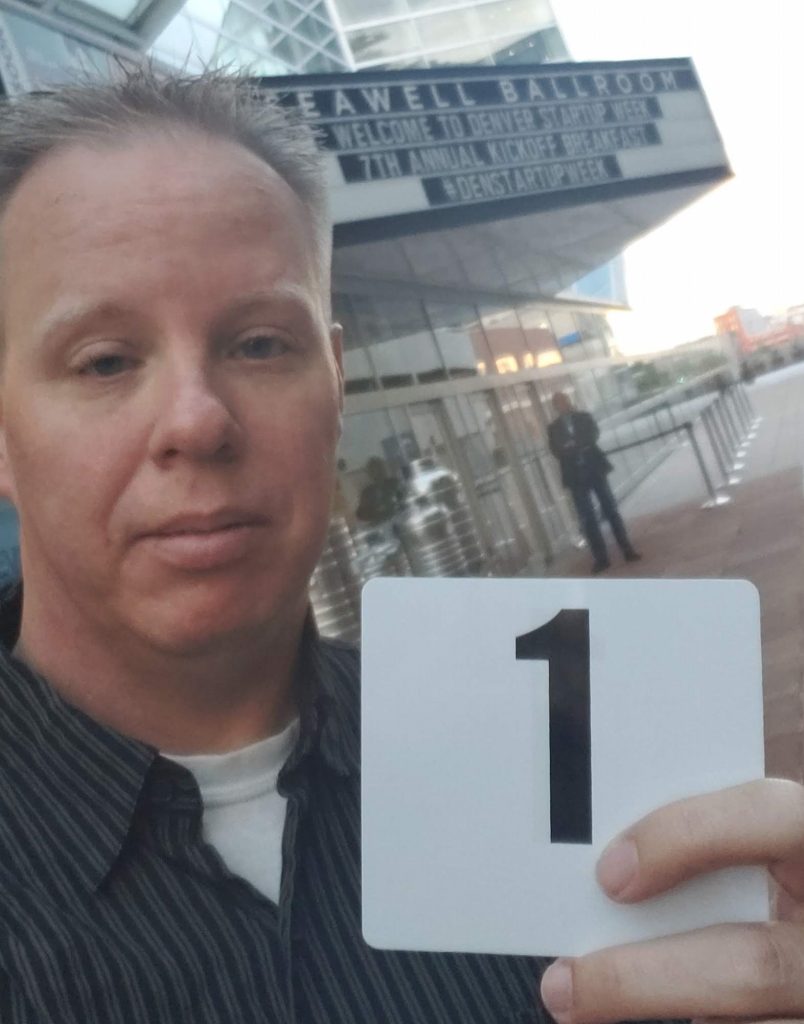 EAWELL BALLROOM
WELCOME TO DENVER STARTUP WEEK
7TH ANNUAL KICKOFF BREAKFAST
#DENSTARTUPWEEK
1